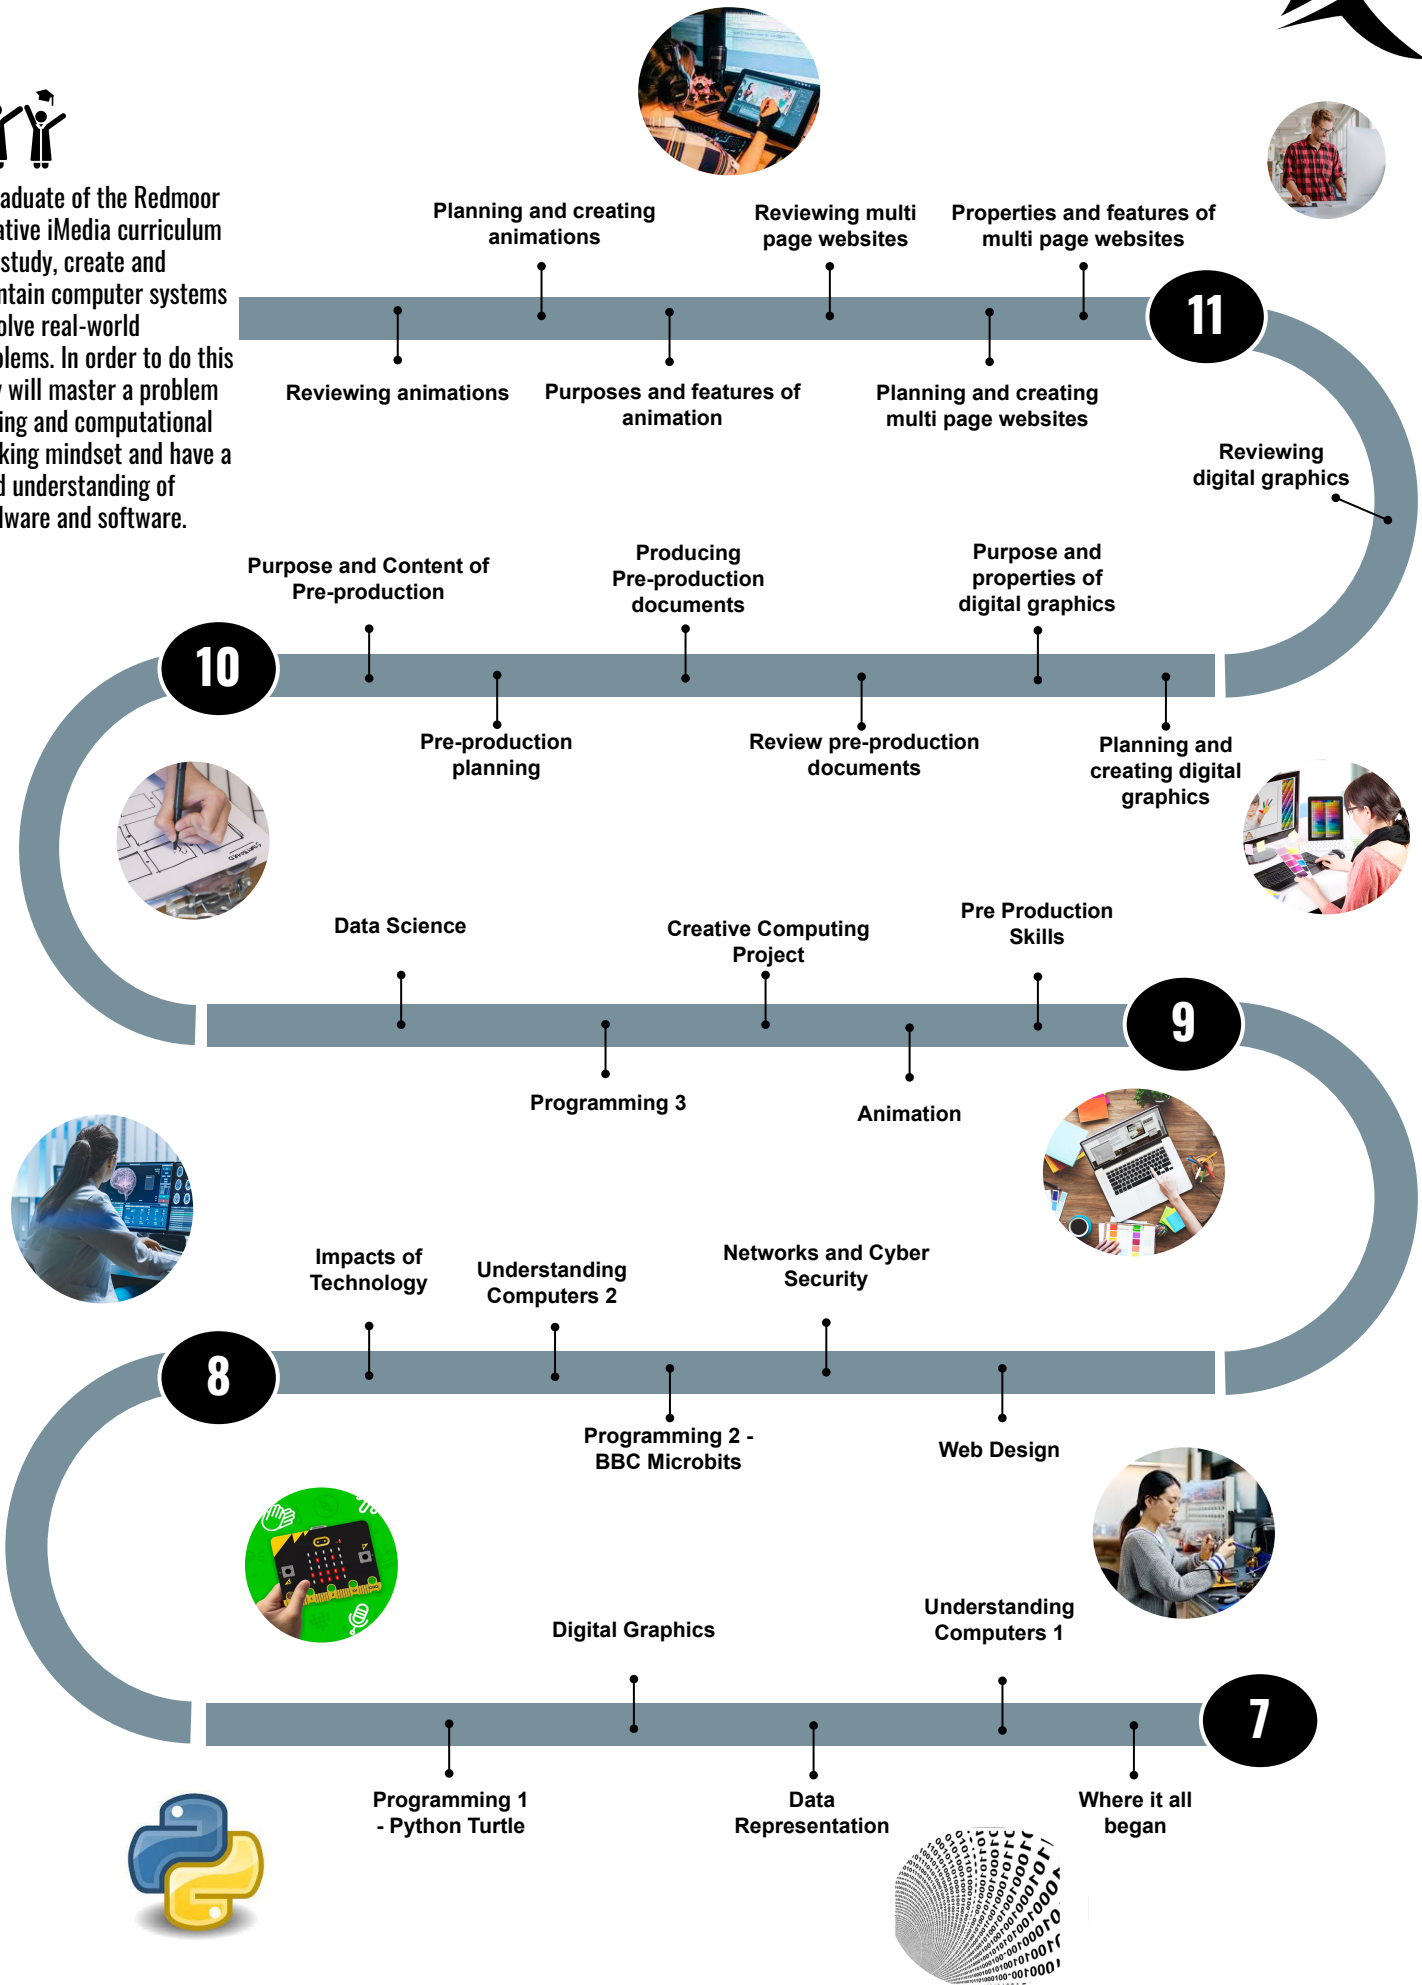 aduate of the Redmoor
ative iMedia curriculum
study, create and
ntain computer systems
olve real-world
olems. In order to do this
y will master a problem
ing and computational
king mindset and have a
d understanding of
lware and software.
Planning and creating
animations
Reviewing multi
page websites
Properties and features of
multi page websites
11
Reviewing animations
Purposes and features of
animation
Planning and creating
multi page websites
Reviewing
digital graphics
Purpose and Content of
Pre-production
Producing
Pre-production
documents
Purpose and
properties of
digital graphics
10
Pre-production
planning
Review pre-production
documents
Planning and
creating digital
graphics
Data Science
Creative Computing
Project
Pre Production
Skills
9
Programming 3
Animation
Impacts of
Technology
Understanding
Computers 2
Networks and Cyber
Security
8
Programming 2 -
BBC Microbits
Web Design
Digital Graphics
Understanding
Computers 1
7
Programming 1
- Python Turtle
Data
Representation
Where it all
began